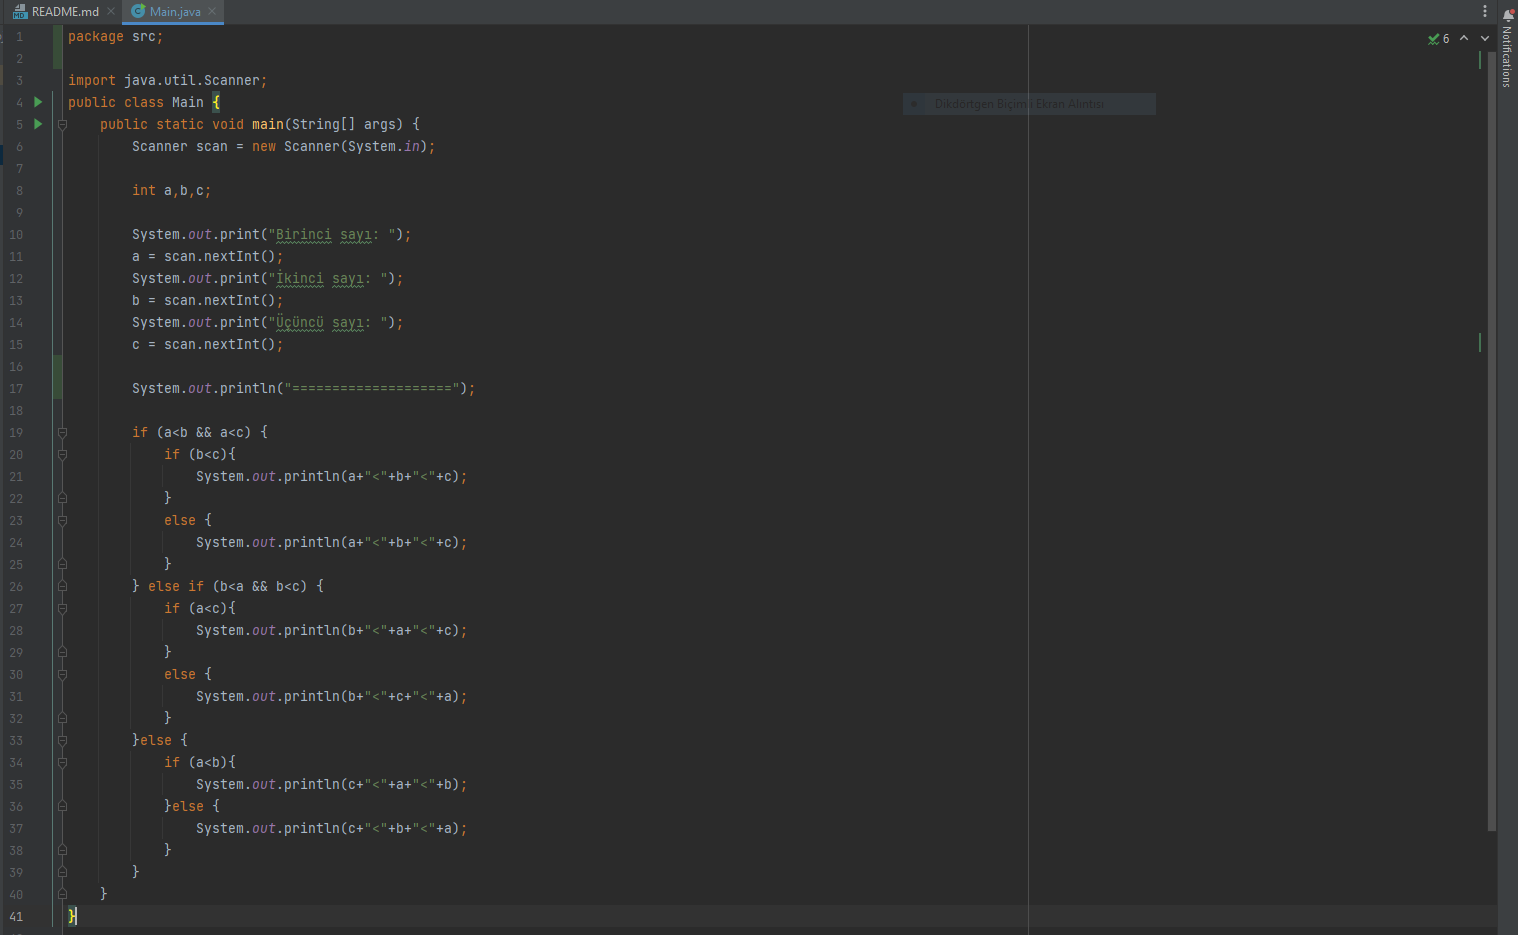 README.md Main.java
6
Notifications
1 package src;
2
3 import java.util.Scanner;
4 public class Main {
Dikdörtgen Biçimli Ekran Alıntısı
5 public static void main(String[] args) {
6 Scanner scan = new Scanner(System.in);
7
8 int a,b,c;
9
10 System.out.print("Birinci sayı: ");
11 a = scan.nextInt();
12 System.out.print("İkinci sayı: ");
13 b = scan.nextInt();
14 System.out.print("Üçüncü sayı: ");
15 c = scan.nextInt();
16
17 System.out.println("====================");
18
19 if (a<b && a<c) {
20 if (b<c){
21 System.out.println(a+"<"+b+"<"+c);
22 }
23 else {
24 System.out.println(a+"<"+b+"<"+c);
25 }
26 } else if (b<a && b<c) {
27 if (a<c){
28 System.out.println(b+"<"+a+"<"+c);
29 }
30 else {
31 System.out.println(b+"<"+c+"<"+a);
32 }
33 }else {
34 if (a<b){
35 System.out.println(c+"<"+a+"<"+b);
36 }else {
37 System.out.println(c+"<"+b+"<"+a);
38 }
39 }
40 }
41 }